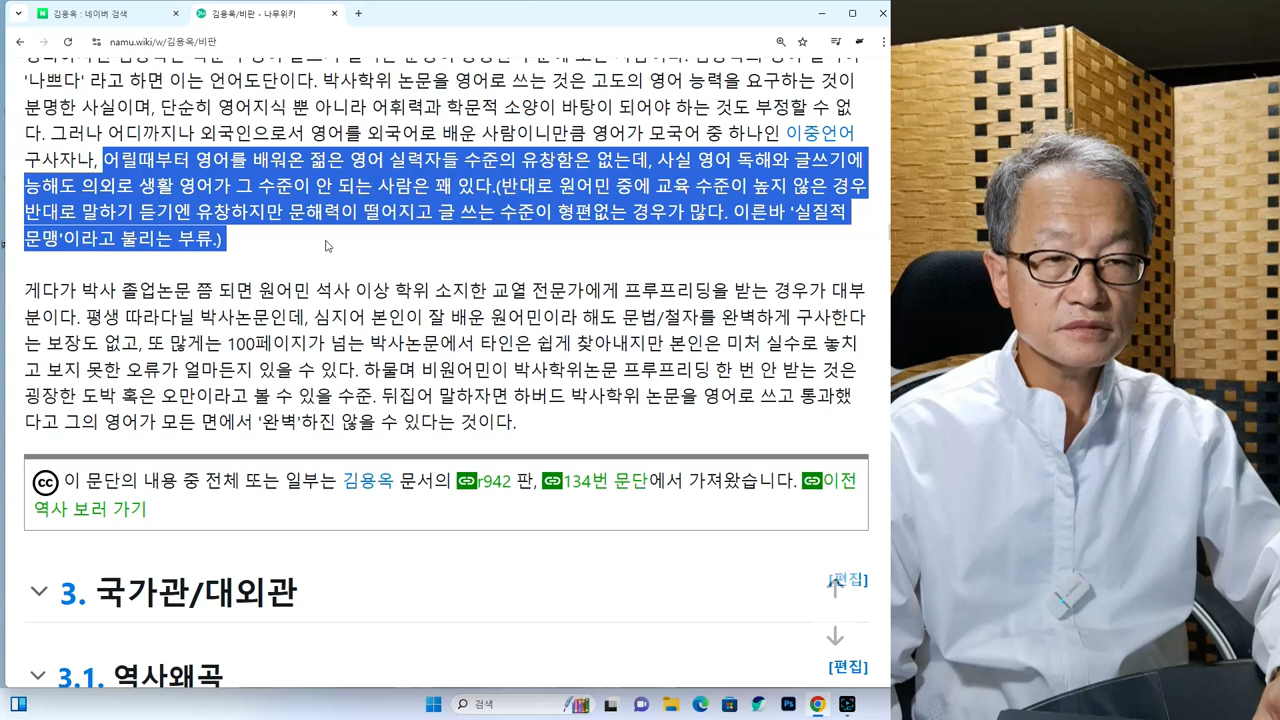 김용옥 : 네이버 검색
김용옥/비판 - 나무위키
namu.wiki/w/김용옥/비판
'나쁘다' 라고 하면 이는 언어도단이다. 박사학위 논문을 영어로 쓰는 것은 고도의 영어 능력을 요구하는 것이
분명한 사실이며, 단순히 영어지식 뿐 아니라 어휘력과 학문적 소양이 바탕이 되어야 하는 것도 부정할 수 없
다. 그러나 어디까지나 외국인으로서 영어를 외국어로 배운 사람이니만큼 영어가 모국어 중 하나인 이중언어
구사자나, 어릴때부터 영어를 배워온 젊은 영어 실력자들 수준의 유창함은 없는데, 사실 영어 독해와 글쓰기에
능해도 의외로 생활 영어가 그 수준이 안 되는 사람은 꽤 있다.(반대로 원어민 중에 교육 수준이 높지 않은 경우
반대로 말하기 듣기엔 유창하지만 문해력이 떨어지고 글 쓰는 수준이 형편없는 경우가 많다. 이른바 '실질적
문맹'이라고 불리는 부류.)
게다가 박사 졸업논문 쯤 되면 원어민 석사 이상 학위 소지한 교열 전문가에게 프루프리딩을 받는 경우가 대부
분이다. 평생 따라다닐 박사논문인데, 심지어 본인이 잘 배운 원어민이라 해도 문법/철자를 완벽하게 구사한다
는 보장도 없고, 또 많게는 100페이지가 넘는 박사논문에서 타인은 쉽게 찾아내지만 본인은 미처 실수로 놓치
고 보지 못한 오류가 얼마든지 있을 수 있다. 하물며 비원어민이 박사학위논문 프루프리딩 한 번 안 받는 것은
굉장한 도박 혹은 오만이라고 볼 수 있을 수준. 뒤집어 말하자면 하버드 박사학위 논문을 영어로 쓰고 통과했
다고 그의 영어가 모든 면에서 '완벽'하진 않을 수 있다는 것이다.
cc 이 문단의 내용 중 전체 또는 일부는 김용옥 문서의 r942 판, 134번 문단에서 가져왔습니다. 이전
역사 보러 가기
3. 국가관/대외관 [편집]
3.1. 역사왜곡 [편집]
검색
Ps